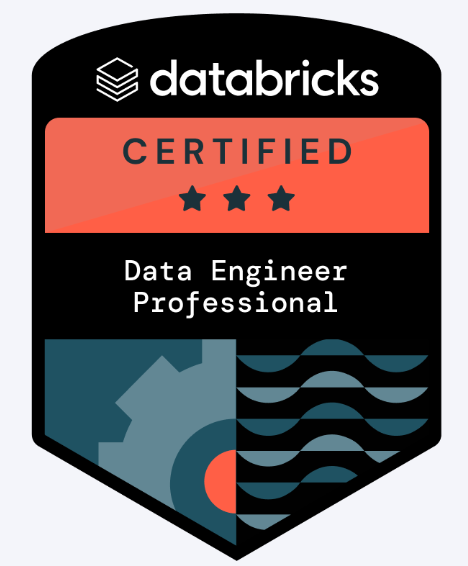 databricks
CERTIFIED
Data Engineer
Professional